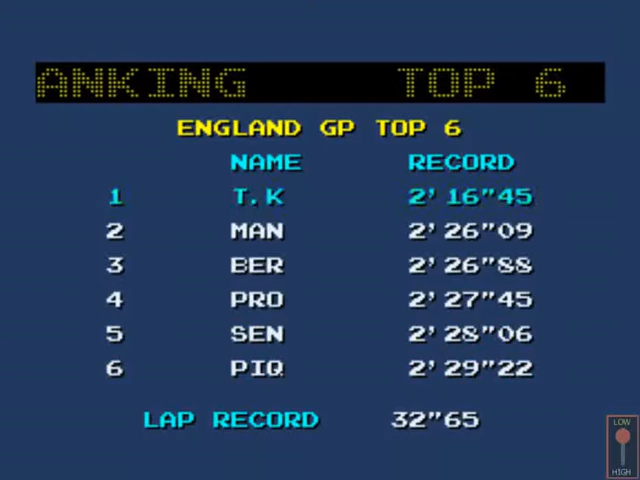 ANKING TOP 6
ENGLAND GP TOP 6
NAME RECORD
1 T.K 2'16"45
2 MAN 2'26"09
3 BER 2'26"88
4 PRO 2'27"45
5 SEN 2'28"06
6 PIQ 2'29"22
LAP RECORD 32"65
LOW
HIGH